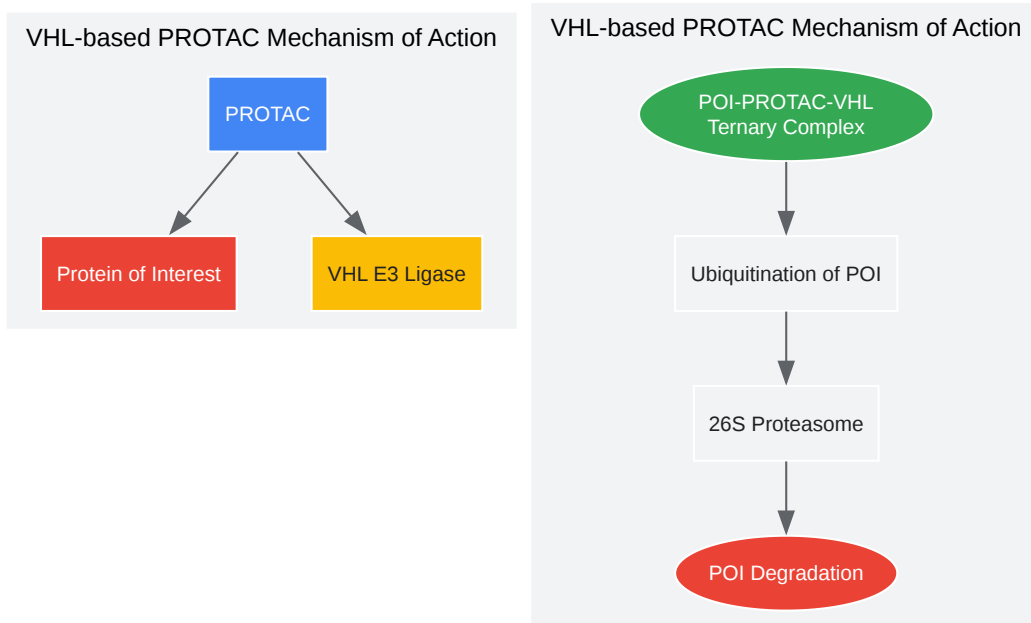 VHL-based PROTAC Mechanism of Action
PROTAC
Protein of Interest
VHL E3 Ligase
VHL-based PROTAC Mechanism of Action
POI-PROTAC-VHL
Ternary Complex
Ubiquitination of POI
26S Proteasome
POI Degradation